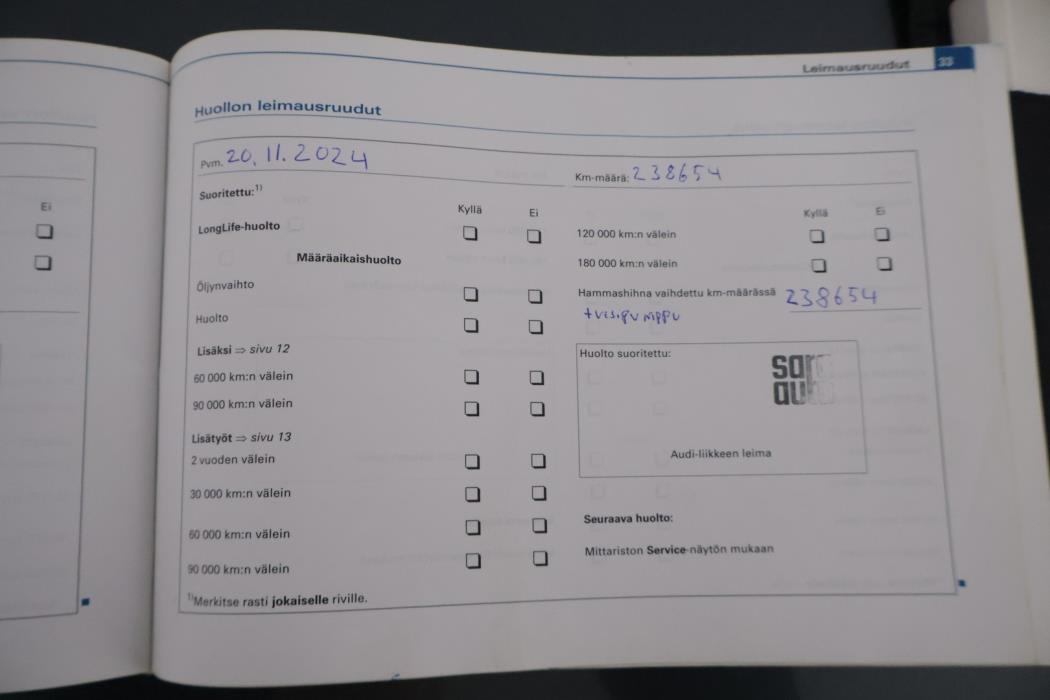 Leimausruudut 33
Huollon leimausruudut
Pvm. 20.11.2024
Km-määrä: 238654
Suoritettu:1)
Kyllä Ei
LongLife-huolto
Määräaikaishuolto
Öljynvaihto
Huolto
Lisäksi ⇒ sivu 12
60 000 km:n välein
90 000 km:n välein
Lisätyöt ⇒ sivu 13
2 vuoden välein
30 000 km:n välein
60 000 km:n välein
90 000 km:n välein
1)Merkitse rasti jokaiselle riville.
Kyllä Ei
120 000 km:n välein
180 000 km:n välein
Hammashihna vaihdettu km-määrässä 238654
Huolto suoritettu:
Audi-liikkeen leima
Seuraava huolto:
Mittariston Service-näytön mukaan
Ei